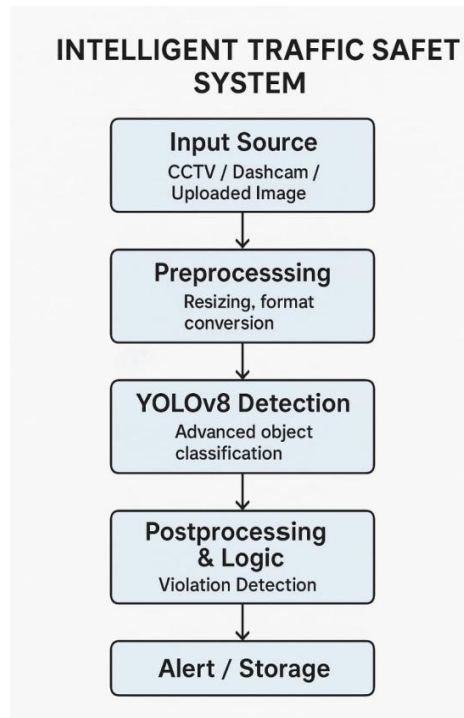 INTELLIGENT TRAFFIC SAFET
SYSTEM
Input Source
CCTV / Dashcam /
Uploaded Image
Preprocesssing
Resizing, format
conversion
YOLOv8 Detection
Advanced object
classification
Postprocessing
& Logic
Violation Detection
Alert / Storage